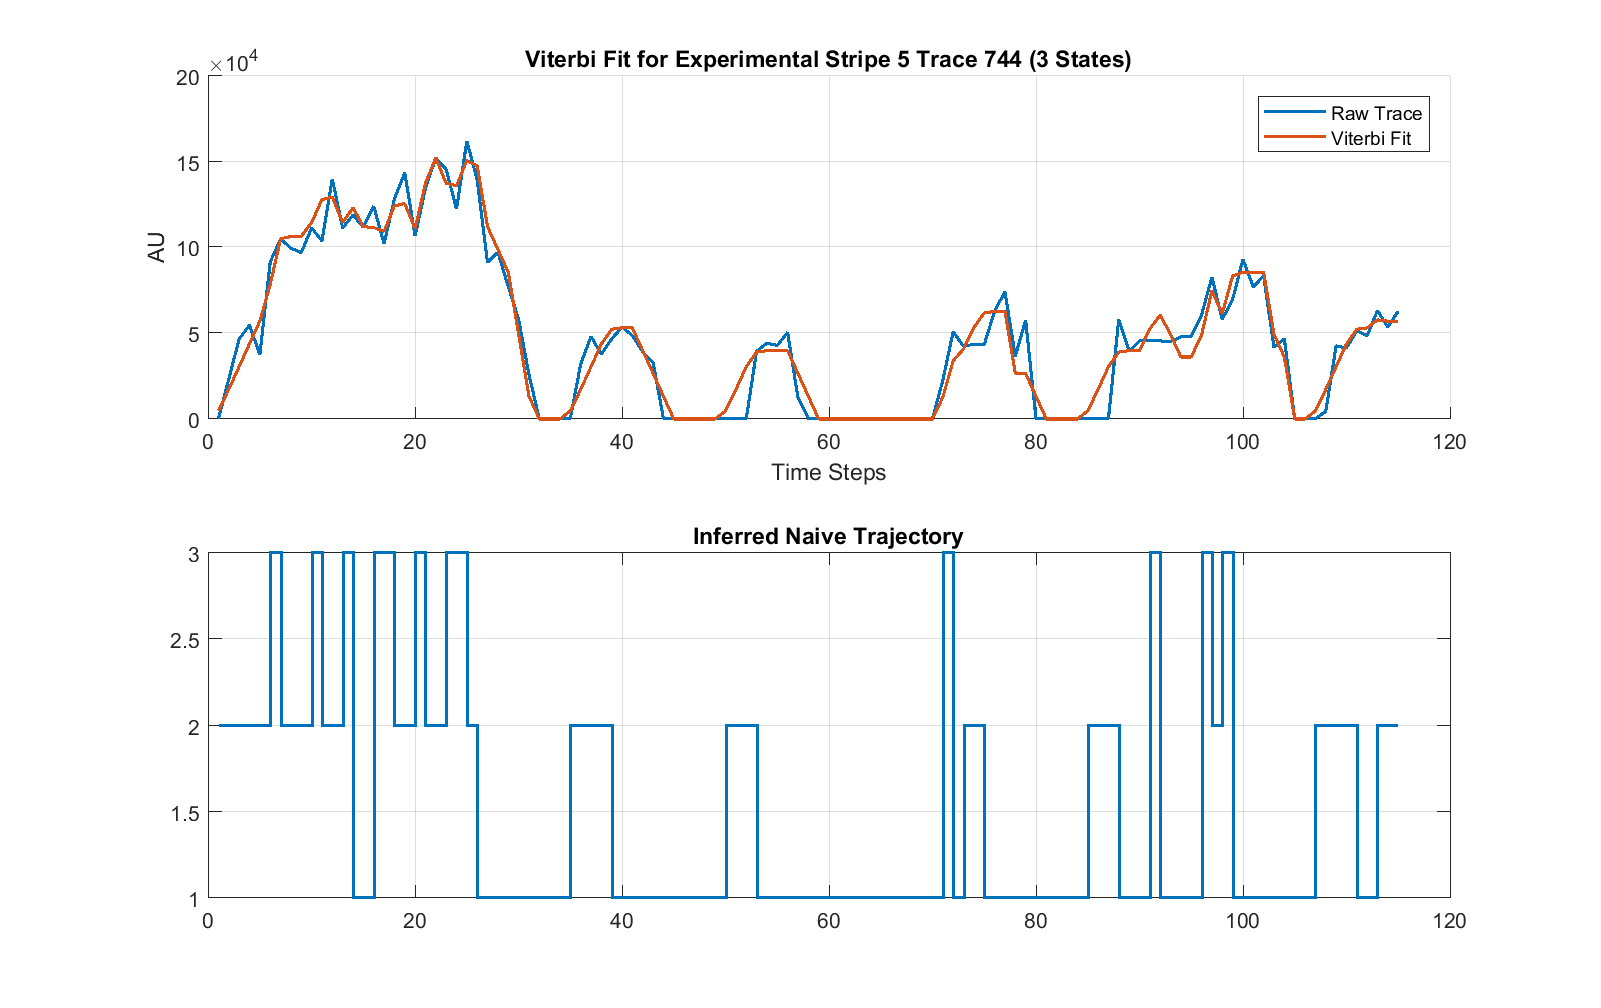 Viterbi Fit for Experimental Stripe 5 Trace 744 (3 States)
×10⁴
20
15
10
5
0
AU
Raw Trace
Viterbi Fit
0 20 40 60 80 100 120
Time Steps
Inferred Naive Trajectory
3
2.5
2
1.5
1
0 20 40 60 80 100 120